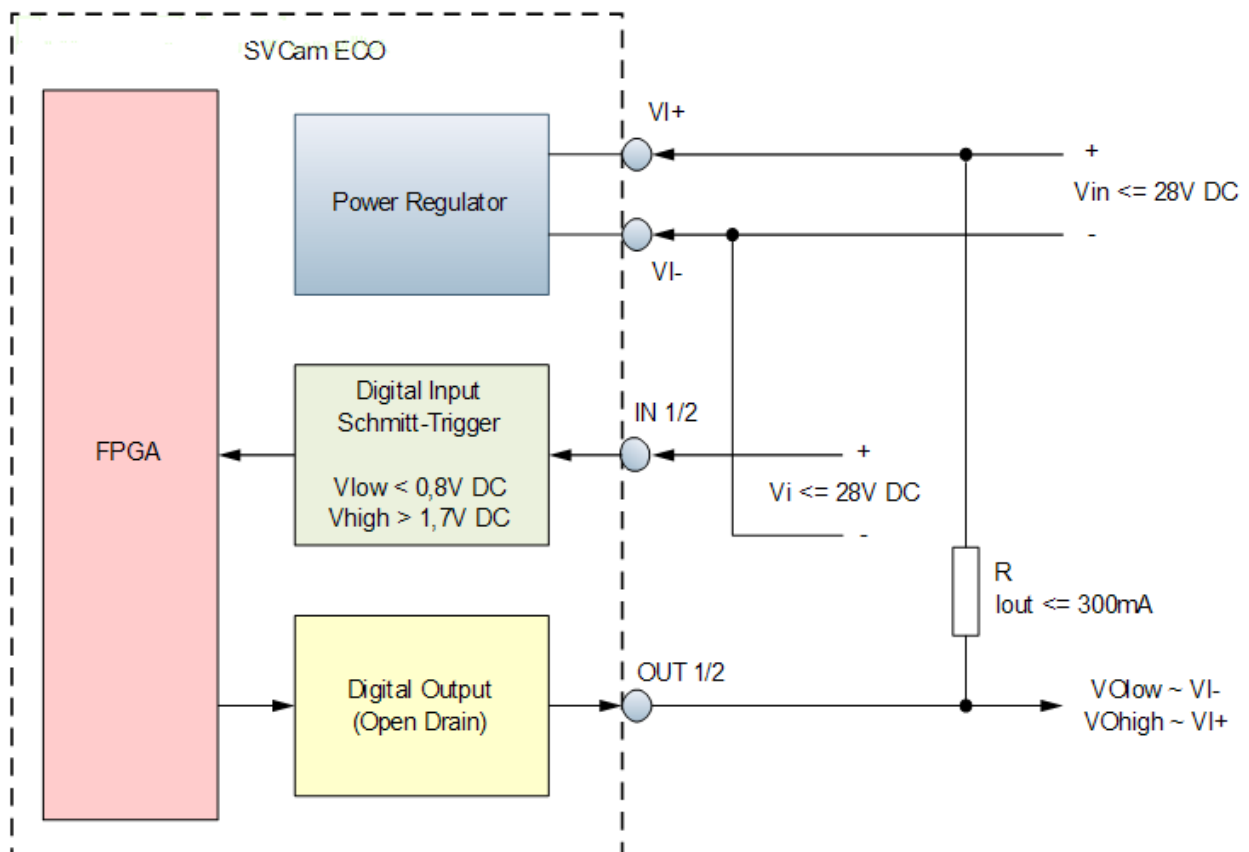 SVCam ECO
VI+
+
Vin <= 28V DC
-
VI-
Power Regulator
FPGA
Digital Input
Schmitt-Trigger
Vlow < 0,8V DC
Vhigh > 1,7V DC
IN 1/2
+
Vi <= 28V DC
-
R
Iout <= 300mA
Digital Output
(Open Drain)
OUT 1/2
VOlow ~ VI-
VOhigh ~ VI+